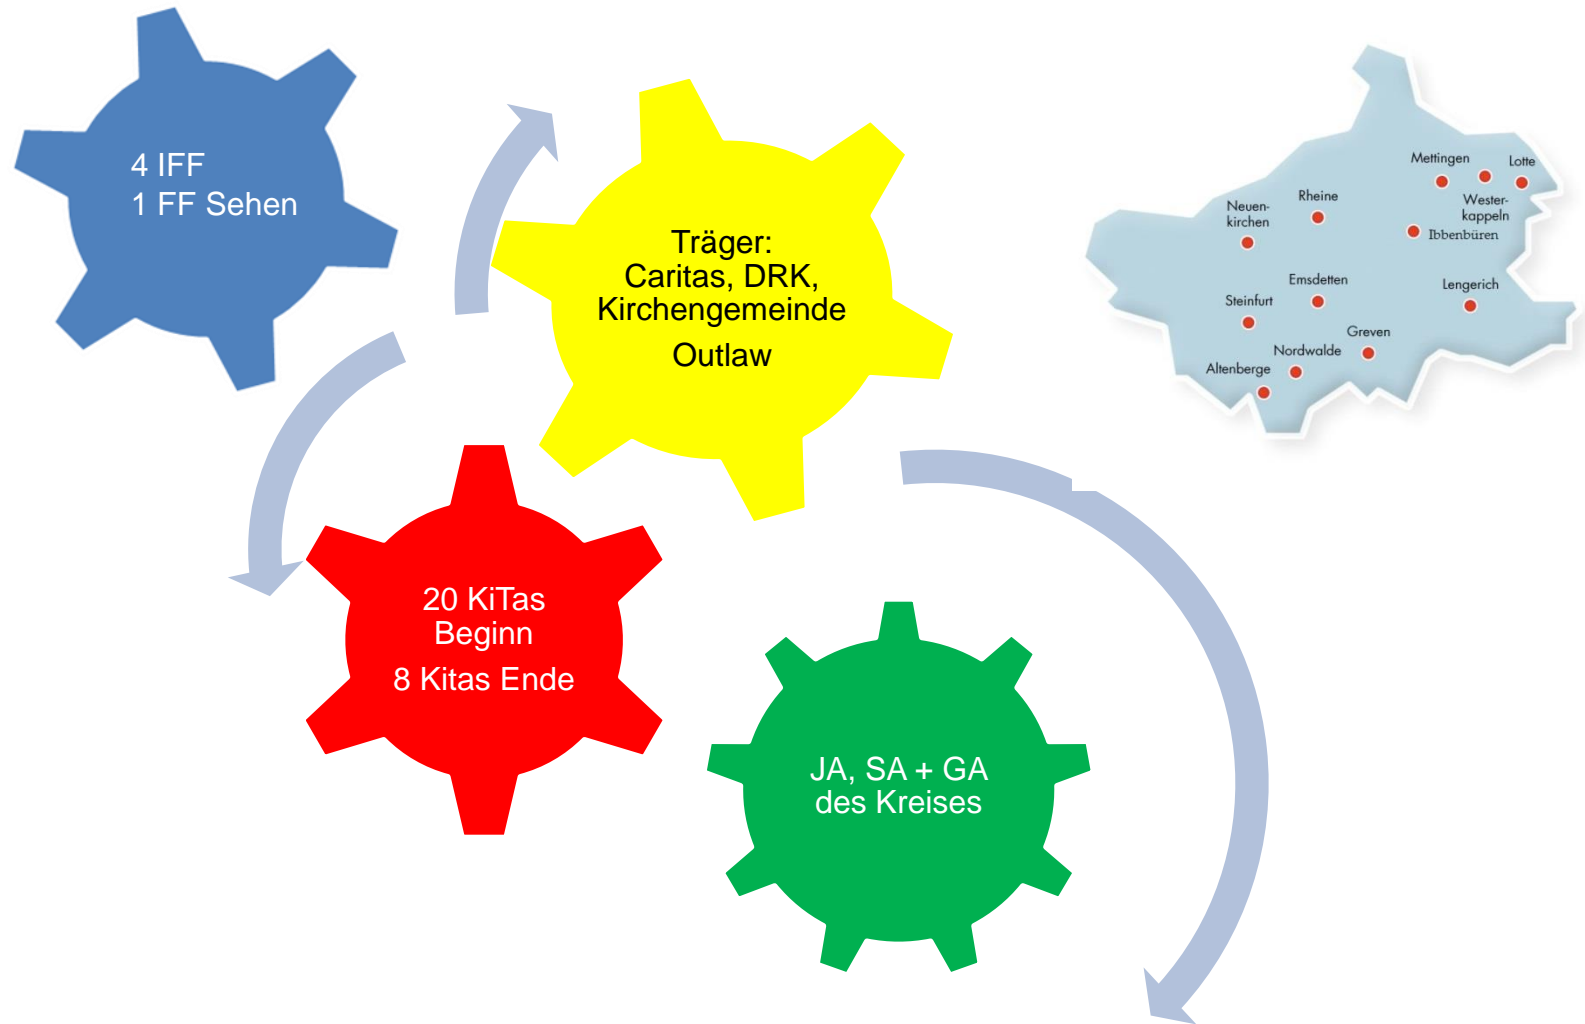 4 IFF
1 FF Sehen
Träger:
Caritas, DRK,
Kirchengemeinde
Outlaw
20 KiTas
Beginn
8 Kitas Ende
JA, SA + GA
des Kreises
Mettingen
Lotte
Wester-
kappeln
Rheine
Neuen-
kirchen
Ibbenbüren
Emsdetten
Lengerich
Steinfurt
Greven
Nordwalde
Altenberge